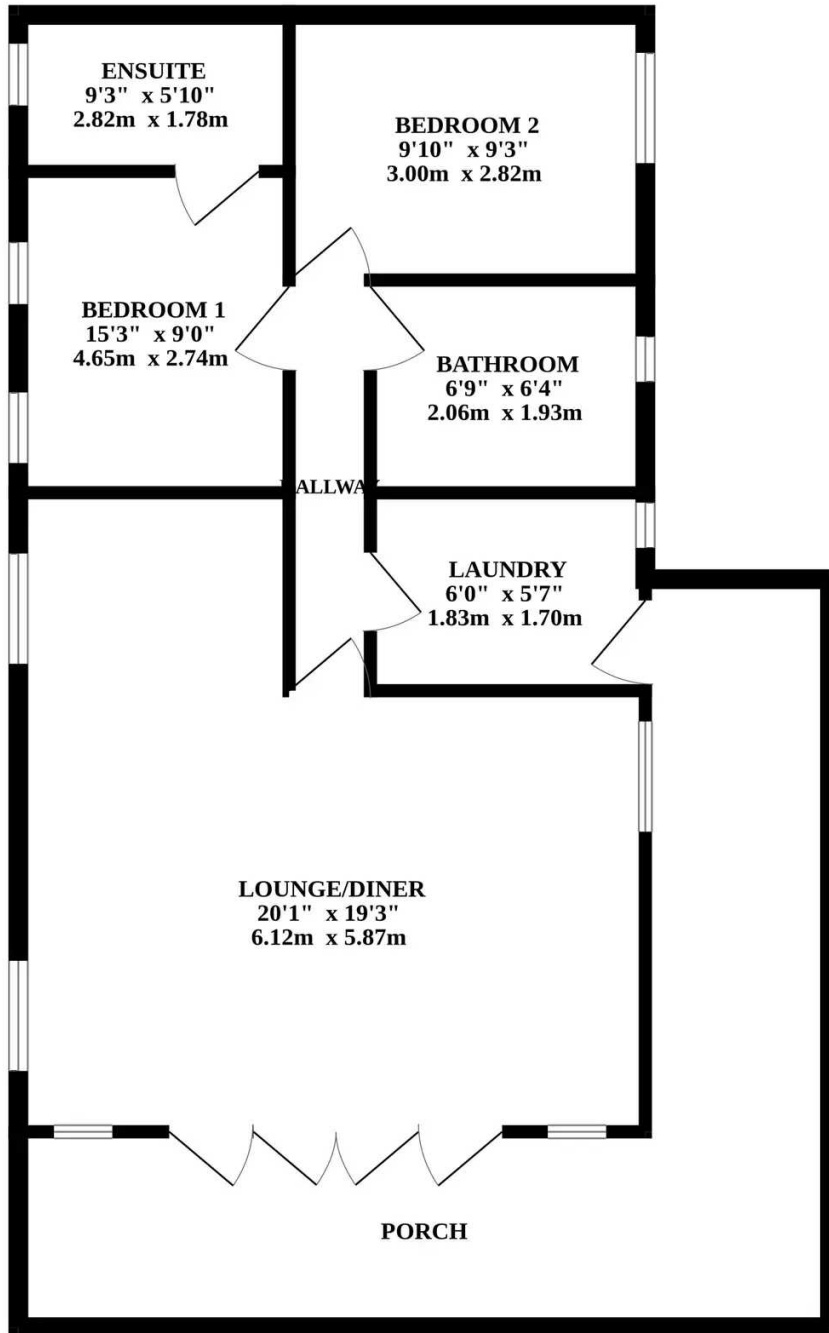 ENSUITE
9'3" x 5'10"
2.82m x 1.78m
BEDROOM 2
9'10" x 9'3"
3.00m x 2.82m
BEDROOM 1
15'3" x 9'0"
4.65m x 2.74m
BATHROOM
6'9" x 6'4"
2.06m x 1.93m
ALLWA
LAUNDRY
6'0" x 5'7"
1.83m x 1.70m
LOUNGE/DINER
20'1" x 19'3"
6.12m x 5.87m
PORCH